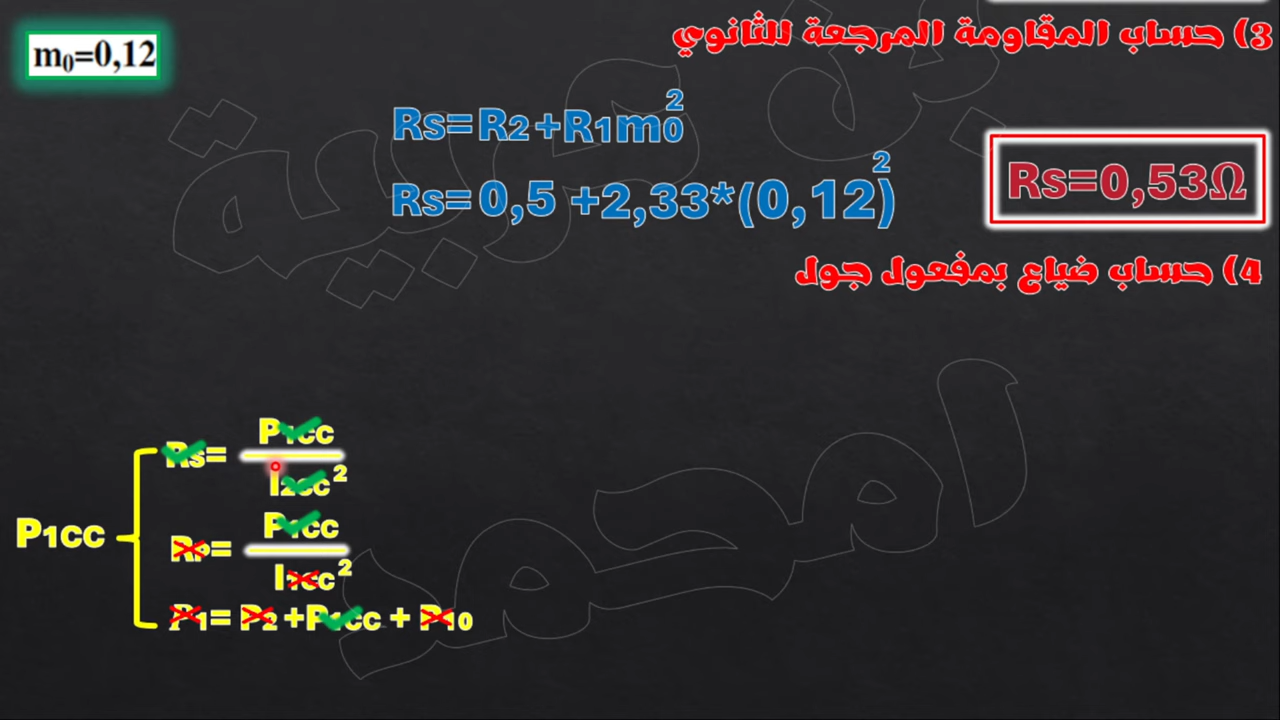 m₀=0,12
3) حساب المقاومة المرجعة للثانوي
Rs=R2+R1m0²
Rs=0,5 +2,33*(0,12)²
Rs=0,53Ω
4) حساب ضياع بمفعول جول
Rs= P1cc / I2cc²
P1cc
Rp= P1cc / I1cc²
P1= P2 +P1cc + P10